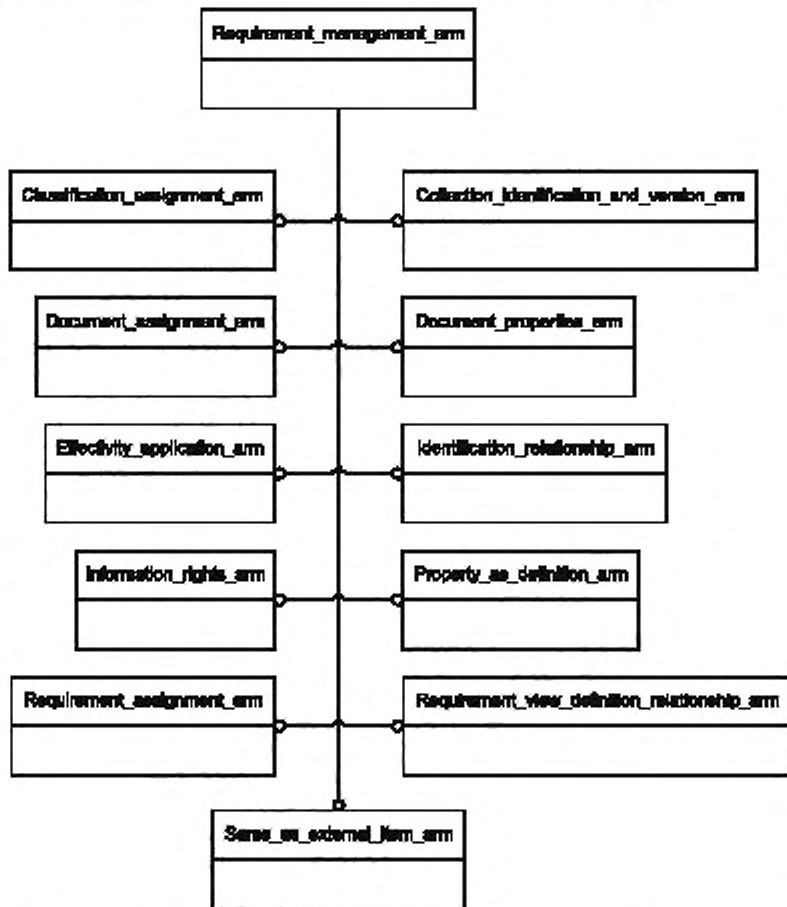 Requirement_management_arm
Classification_assignment_arm
Collection_identification_and_version_arm
Document_assignment_arm
Document_properties_arm
Effectivity_application_arm
Identification_relationship_arm
Information_rights_arm
Property_as_definition_arm
Requirement_assignment_arm
Requirement_view_definition_relationship_arm
Same_as_external_item_arm